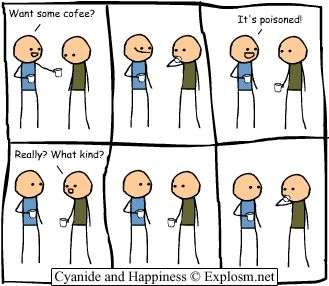 Want some cofee?
It's poisoned!
Really? What kind?
Cyanide and Happiness © Explosm.net